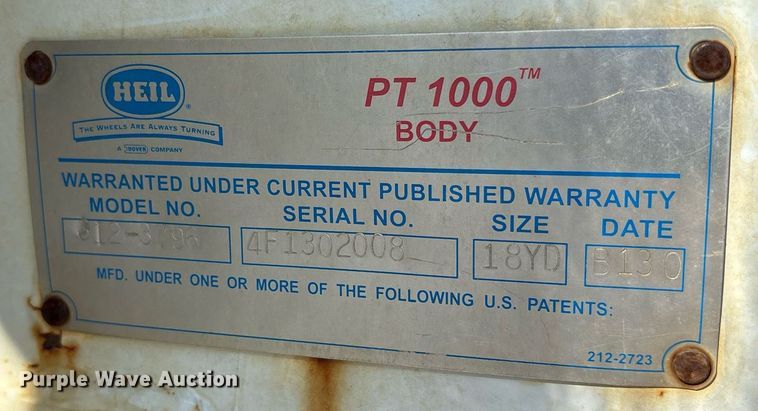 HEIL®
THE WHEELS ARE ALWAYS TURNING
A DOVER COMPANY
PT 1000™
BODY
WARRANTED UNDER CURRENT PUBLISHED WARRANTY
MODEL NO. SERIAL NO. SIZE DATE
4F1302008 18YD B130
MFD. UNDER ONE OR MORE OF THE FOLLOWING U.S. PATENTS:
212-2723
Purple Wave Auction